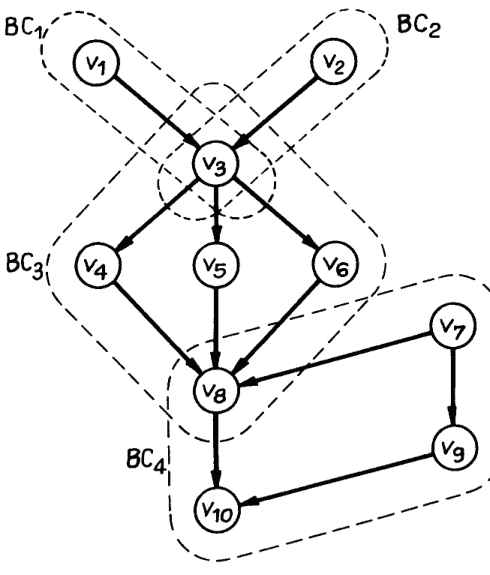 BC₁
BC₂
v₁
v₂
v₃
BC₃
v₄
v₅
v₆
v₇
v₈
BC₄
v₉
v₁₀